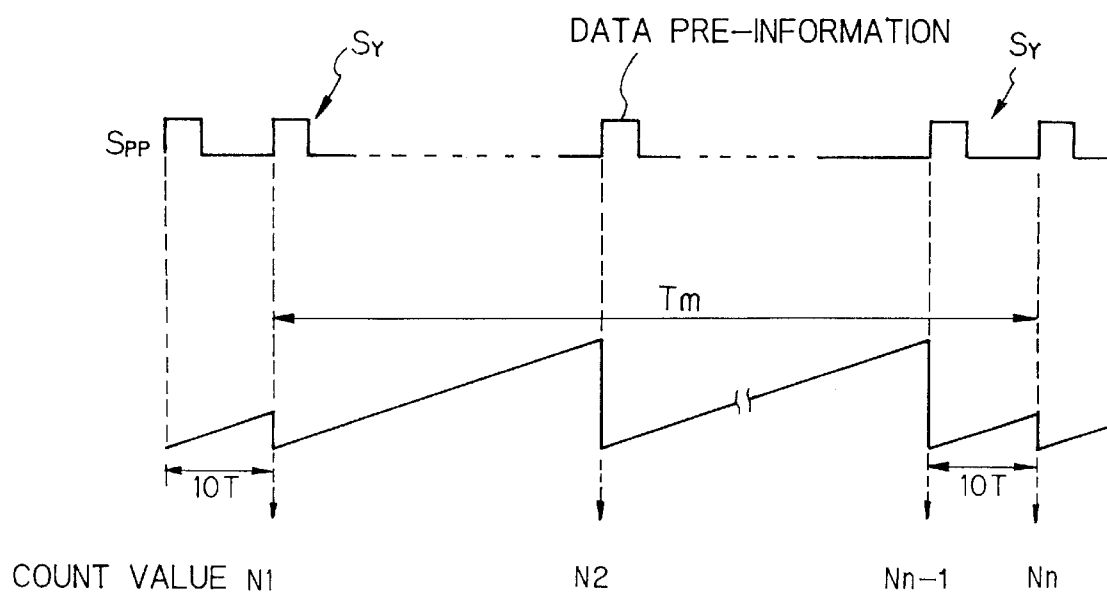 DATA PRE-INFORMATION
SY
SY
SPP
Tm
10T
10T
COUNT VALUE N1 N2 Nn-1 Nn